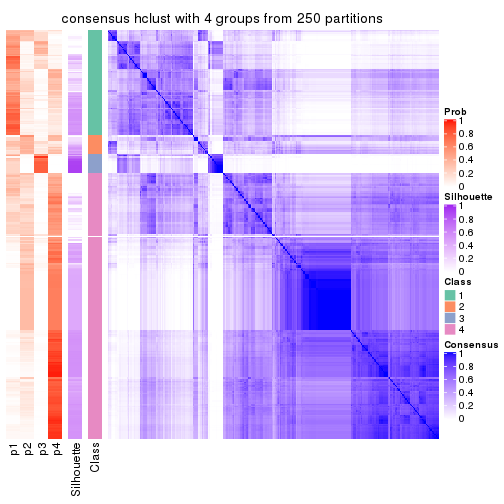 consensus hclust with 4 groups from 250 partitions
Prob
1
0.8
0.6
0.4
0.2
0
Silhouette
1
0.8
0.6
0.4
0.2
0
Class
1
2
3
4
Consensus
1
0.8
0.6
0.4
0.2
0
p1
p2
p3
p4
Silhouette
Class